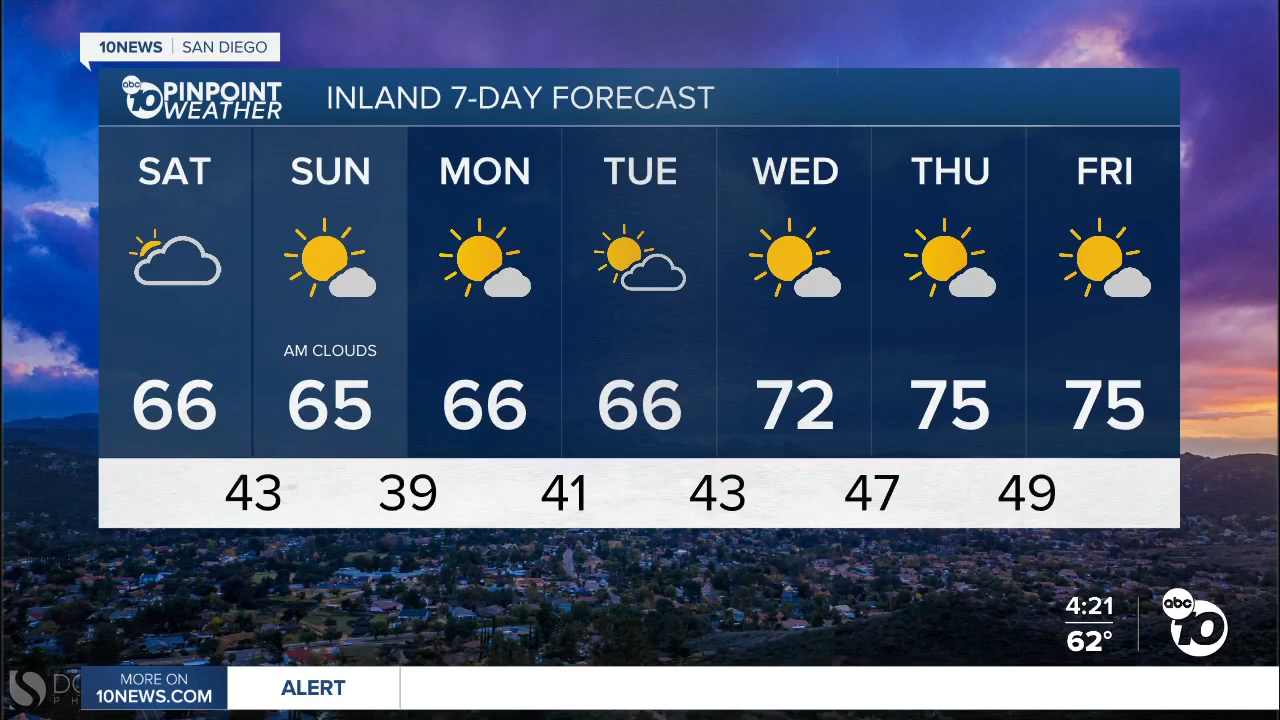 10NEWS | SAN DIEGO
abc 10 PINPOINT WEATHER
INLAND 7-DAY FORECAST
SAT SUN MON TUE WED THU FRI
AM CLOUDS
66 65 66 66 72 75 75
43 39 41 43 47 49
4:21
62°
abc 10
MORE ON
10NEWS.COM
ALERT